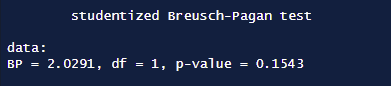 studentized Breusch-Pagan test
data:
BP = 2.0291, df = 1, p-value = 0.1543